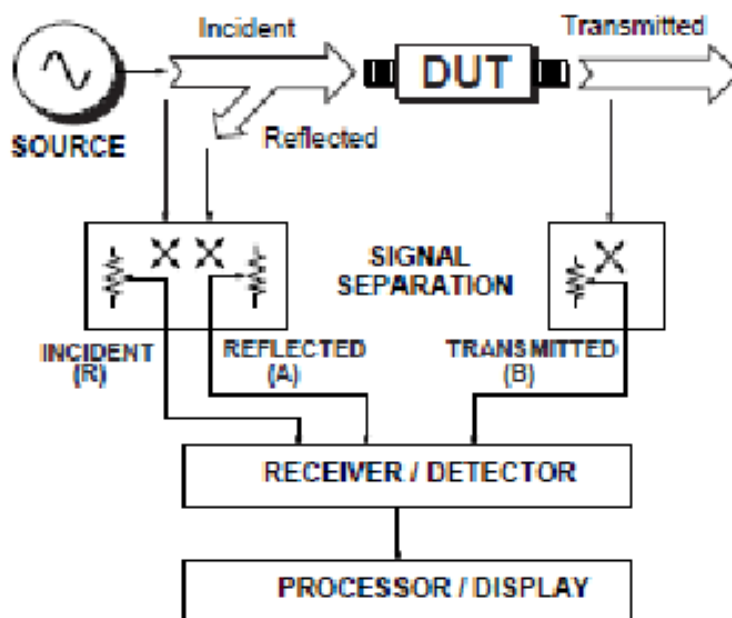 Incident
Transmitted
DUT
SOURCE
Reflected
SIGNAL
SEPARATION
INCIDENT
(R)
REFLECTED
(A)
TRANSMITTED
(B)
RECEIVER / DETECTOR
PROCESSOR / DISPLAY